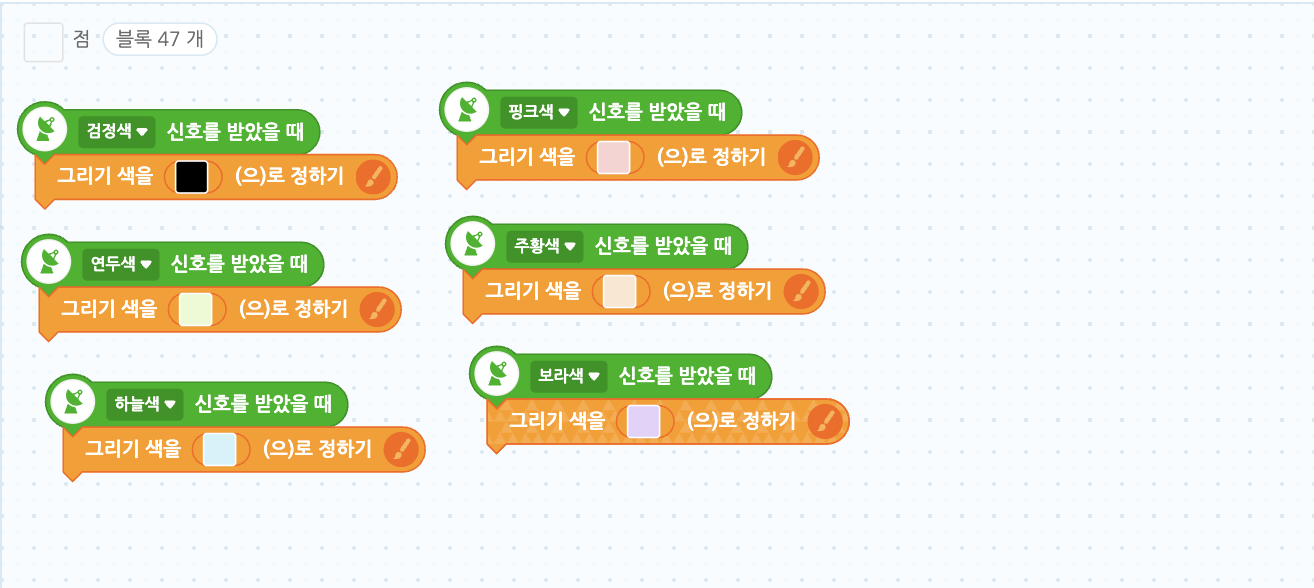 점 블록 47 개
검정색 신호를 받았을 때
그리기 색을 (으)로 정하기
연두색 신호를 받았을 때
그리기 색을 (으)로 정하기
하늘색 신호를 받았을 때
그리기 색을 (으)로 정하기
핑크색 신호를 받았을 때
그리기 색을 (으)로 정하기
주황색 신호를 받았을 때
그리기 색을 (으)로 정하기
보라색 신호를 받았을 때
그리기 색을 (으)로 정하기